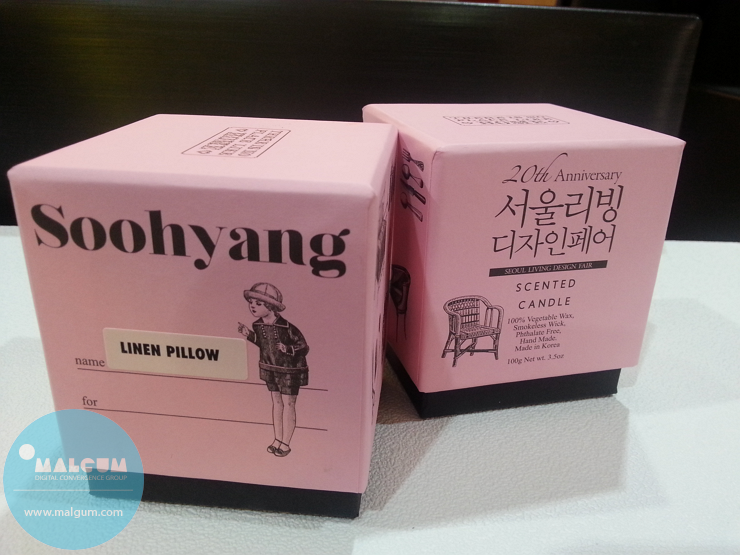 Soohyang
name
LINEN PILLOW
for
20th Anniversary
서울리빙
디자인페어
SEOUL LIVING DESIGN FAIR
SCENTED
CANDLE
100% Vegetable Wax,
Smokeless Wick,
Phthalate Free,
Hand Made.
Made in Korea
100g Net wt. 3.5oz
MALGUM
DIGITAL CONVERGENCE GROUP
www.malgum.com